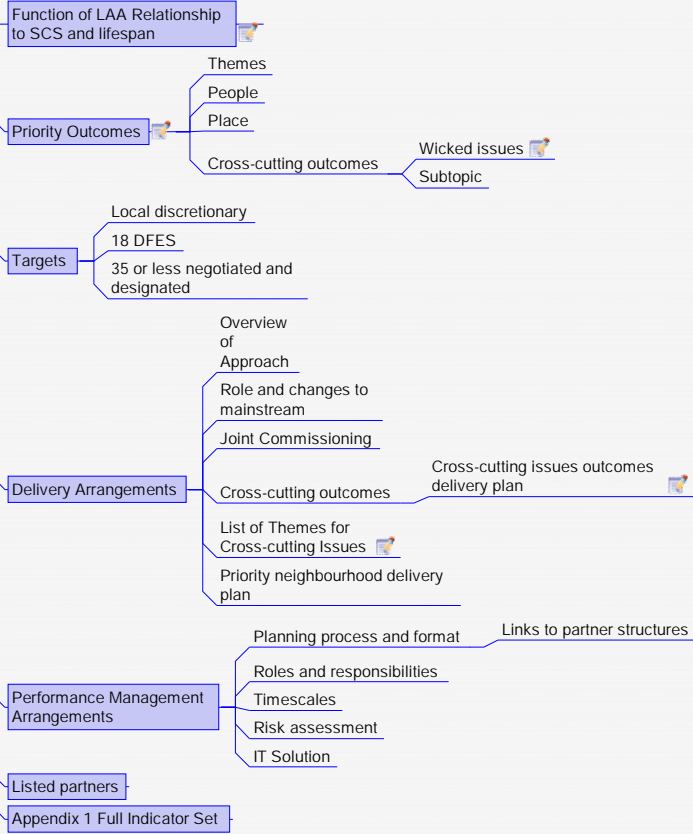 Function of LAA Relationship
to SCS and lifespan
Priority Outcomes
Themes
People
Place
Cross-cutting outcomes
Wicked issues
Subtopic
Targets
Local discretionary
18 DFES
35 or less negotiated and
designated
Delivery Arrangements
Overview
of
Approach
Role and changes to
mainstream
Joint Commissioning
Cross-cutting outcomes
Cross-cutting issues outcomes
delivery plan
List of Themes for
Cross-cutting Issues
Priority neighbourhood delivery
plan
Performance Management
Arrangements
Planning process and format
Links to partner structures
Roles and responsibilities
Timescales
Risk assessment
IT Solution
Listed partners
Appendix 1 Full Indicator Set